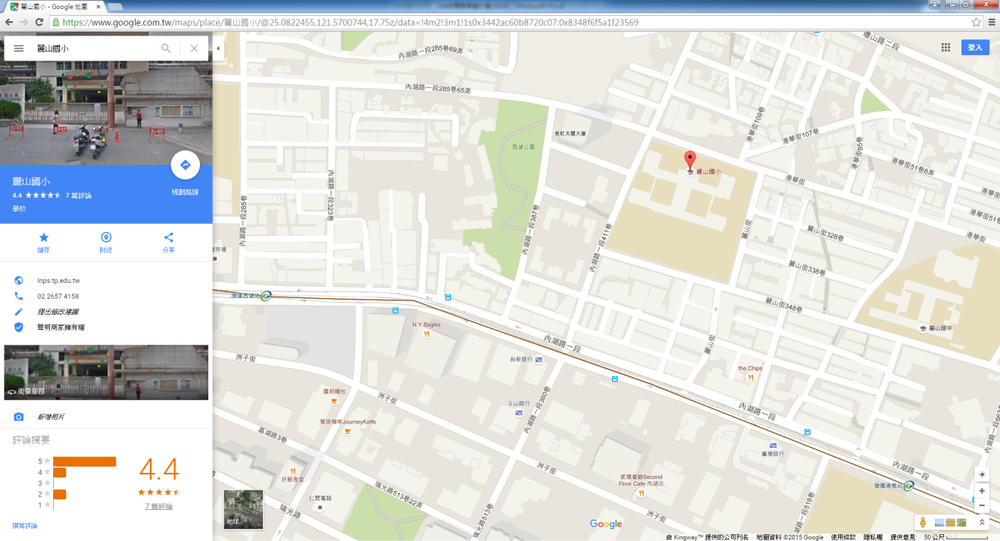 麗山國小 - Google 地圖
https://www.google.com.tw/maps/place/麗山國小/@25.0822455,121.5700744,17.75z/data=!4m2!3m1!1s0x3442ac60b8720c07:0x8348f6f5a1f23569
麗山國小
登入
麗山國小
4.4 ★★★★★ 7 篇評論
學校
規劃路線
儲存
附近
分享
lnps.tp.edu.tw
02 2657 4158
提出修改建議
聲明商家擁有權
街景服務
新增相片
評論摘要
5
4
3
2
1
4.4
7 篇評論
撰寫評論
內湖路一段285巷69弄
環山路二段
內湖路一段285巷65弄
西湖公園
長虹天璽大廈
港華街109巷
港華街107巷
港華街85巷
港華街51巷8弄
港華街
港華街51巷
港華街
麗山國小
內湖路一段285巷
內湖路一段323巷
內湖路一段387巷
內湖路一段411巷
麗山街
麗山街328巷
麗山街338巷
麗山街348巷
麗山國中
捷運西湖站
N.Y.Bagles
內湖路一段
麗山街
台新銀行
the Chips
洲子街
擴邦麵包
洲子街
玉山銀行
內湖路一段360巷
內湖路一段
覺旅咖啡JourneyKaffe
基湖路3巷
臺灣銀行
好飯食堂
洲子街
貳樓餐廳Second
Floor Cafe 內湖店
內湖路一段
捷運港墘站
仁寶電腦
瑞光路513巷22弄
瑞光路
瑞光路513巷
洲子街
內湖路一段518巷
地球
Google
由 Kingway™ 提供的公司列名
地圖資料 ©2015 Google
使用條款
隱私權
提供意見
50 公尺